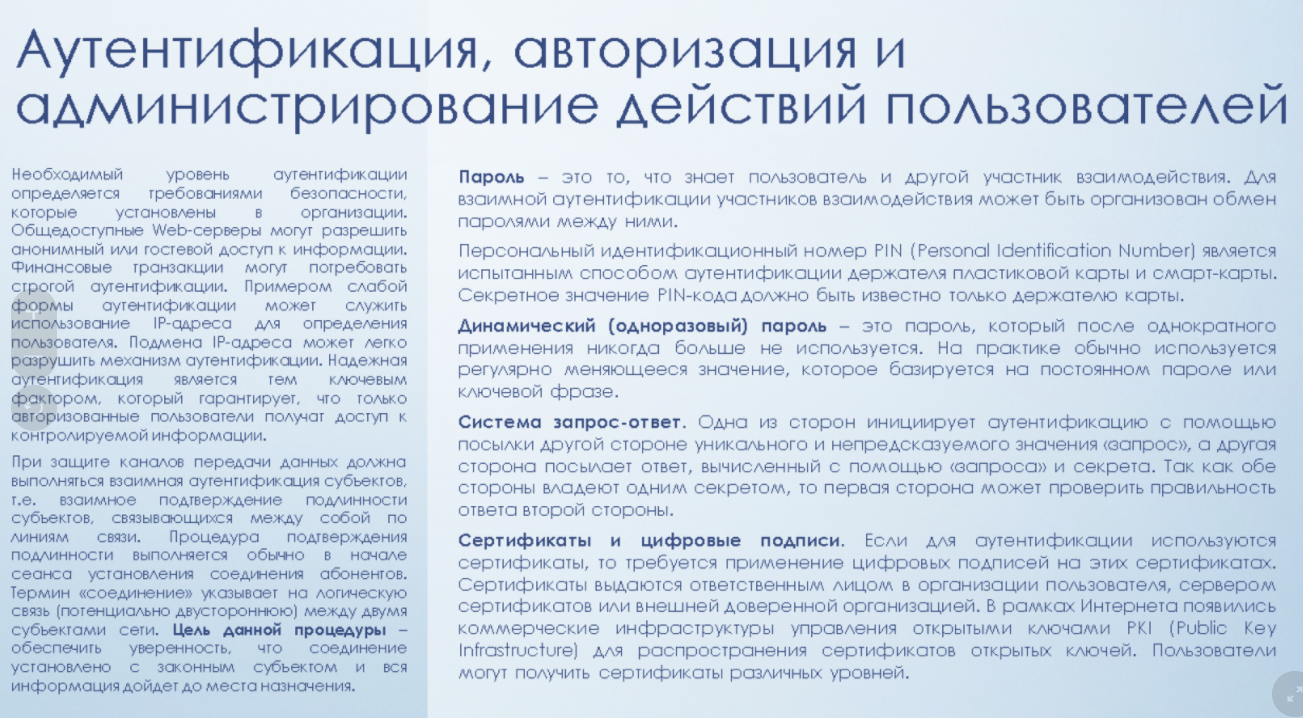 Аутентификация, авторизация и
администрирование действий пользователей
Необходимый уровень аутентификации
определяется требованиями безопасности,
которые установлены в организации.
Общедоступные Web-серверы могут разрешить
анонимный или гостевой доступ к информации.
Финансовые транзакции могут потребовать
строгой аутентификации. Примером слабой
формы аутентификации может служить
использование IP-адреса для определения
пользователя. Подмена IP-адреса может легко
разрушить механизм аутентификации. Надежная
аутентификация является тем ключевым
фактором, который гарантирует, что только
авторизованные пользователи получат доступ к
контролируемой информации.
При защите каналов передачи данных должна
выполняться взаимная аутентификация субъектов,
т.е. взаимное подтверждение подлинности
субъектов, связывающихся между собой по
линиям связи. Процедура подтверждения
подлинности выполняется обычно в начале
сеанса установления соединения абонентов.
Термин «соединение» указывает на логическую
связь (потенциально двустороннюю) между двумя
субъектами сети. Цель данной процедуры –
обеспечить уверенность, что соединение
установлено с законным субъектом и вся
информация дойдет до места назначения.
Пароль – это то, что знает пользователь и другой участник взаимодействия. Для
взаимной аутентификации участников взаимодействия может быть организован обмен
паролями между ними.
Персональный идентификационный номер PIN (Personal Identification Number) является
испытанным способом аутентификации держателя пластиковой карты и смарт-карты.
Секретное значение PIN-кода должно быть известно только держателю карты.
Динамический (одноразовый) пароль – это пароль, который после однократного
применения никогда больше не используется. На практике обычно используется
регулярно меняющееся значение, которое базируется на постоянном пароле или
ключевой фразе.
Система запрос-ответ. Одна из сторон инициирует аутентификацию с помощью
посылки другой стороне уникального и непредсказуемого значения «запрос», а другая
сторона посылает ответ, вычисленный с помощью «запроса» и секрета. Так как обе
стороны владеют одним секретом, то первая сторона может проверить правильность
ответа второй стороны.
Сертификаты и цифровые подписи. Если для аутентификации используются
сертификаты, то требуется применение цифровых подписей на этих сертификатах.
Сертификаты выдаются ответственным лицом в организации пользователя, сервером
сертификатов или внешней доверенной организацией. В рамках Интернета появились
коммерческие инфраструктуры управления открытыми ключами PKI (Public Key
Infrastructure) для распространения сертификатов открытых ключей. Пользователи
могут получить сертификаты различных уровней.